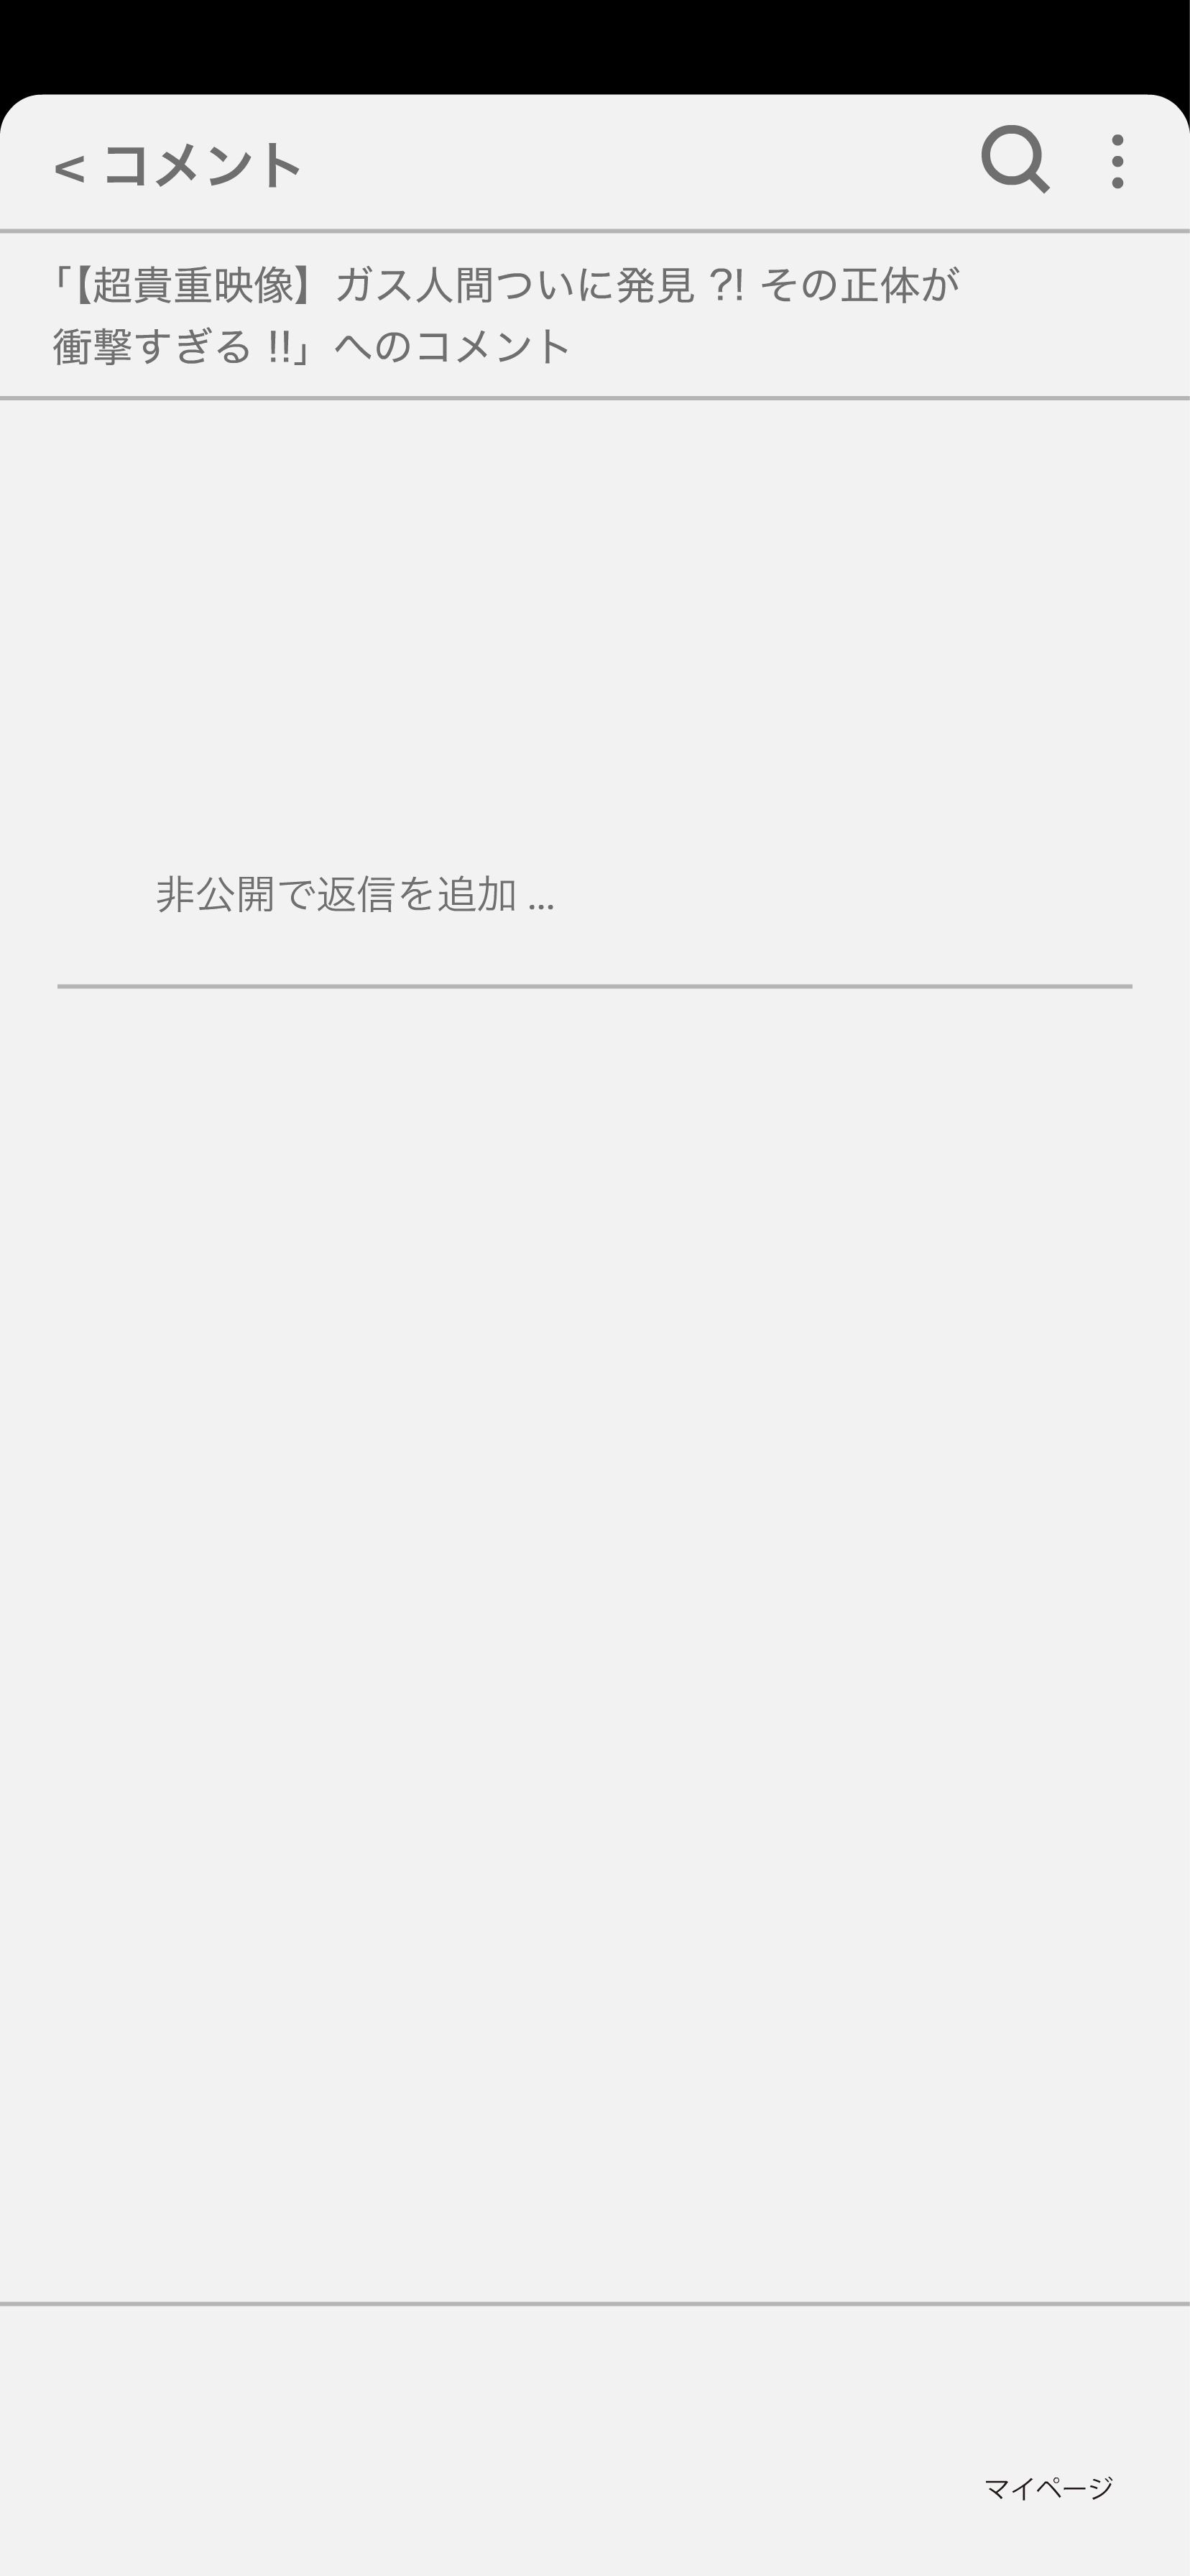 < コメント
「【超貴重映像】ガス人間ついに発見 ?! その正体が
衝撃すぎる !!」へのコメント
非公開で返信を追加 ...
マイページ